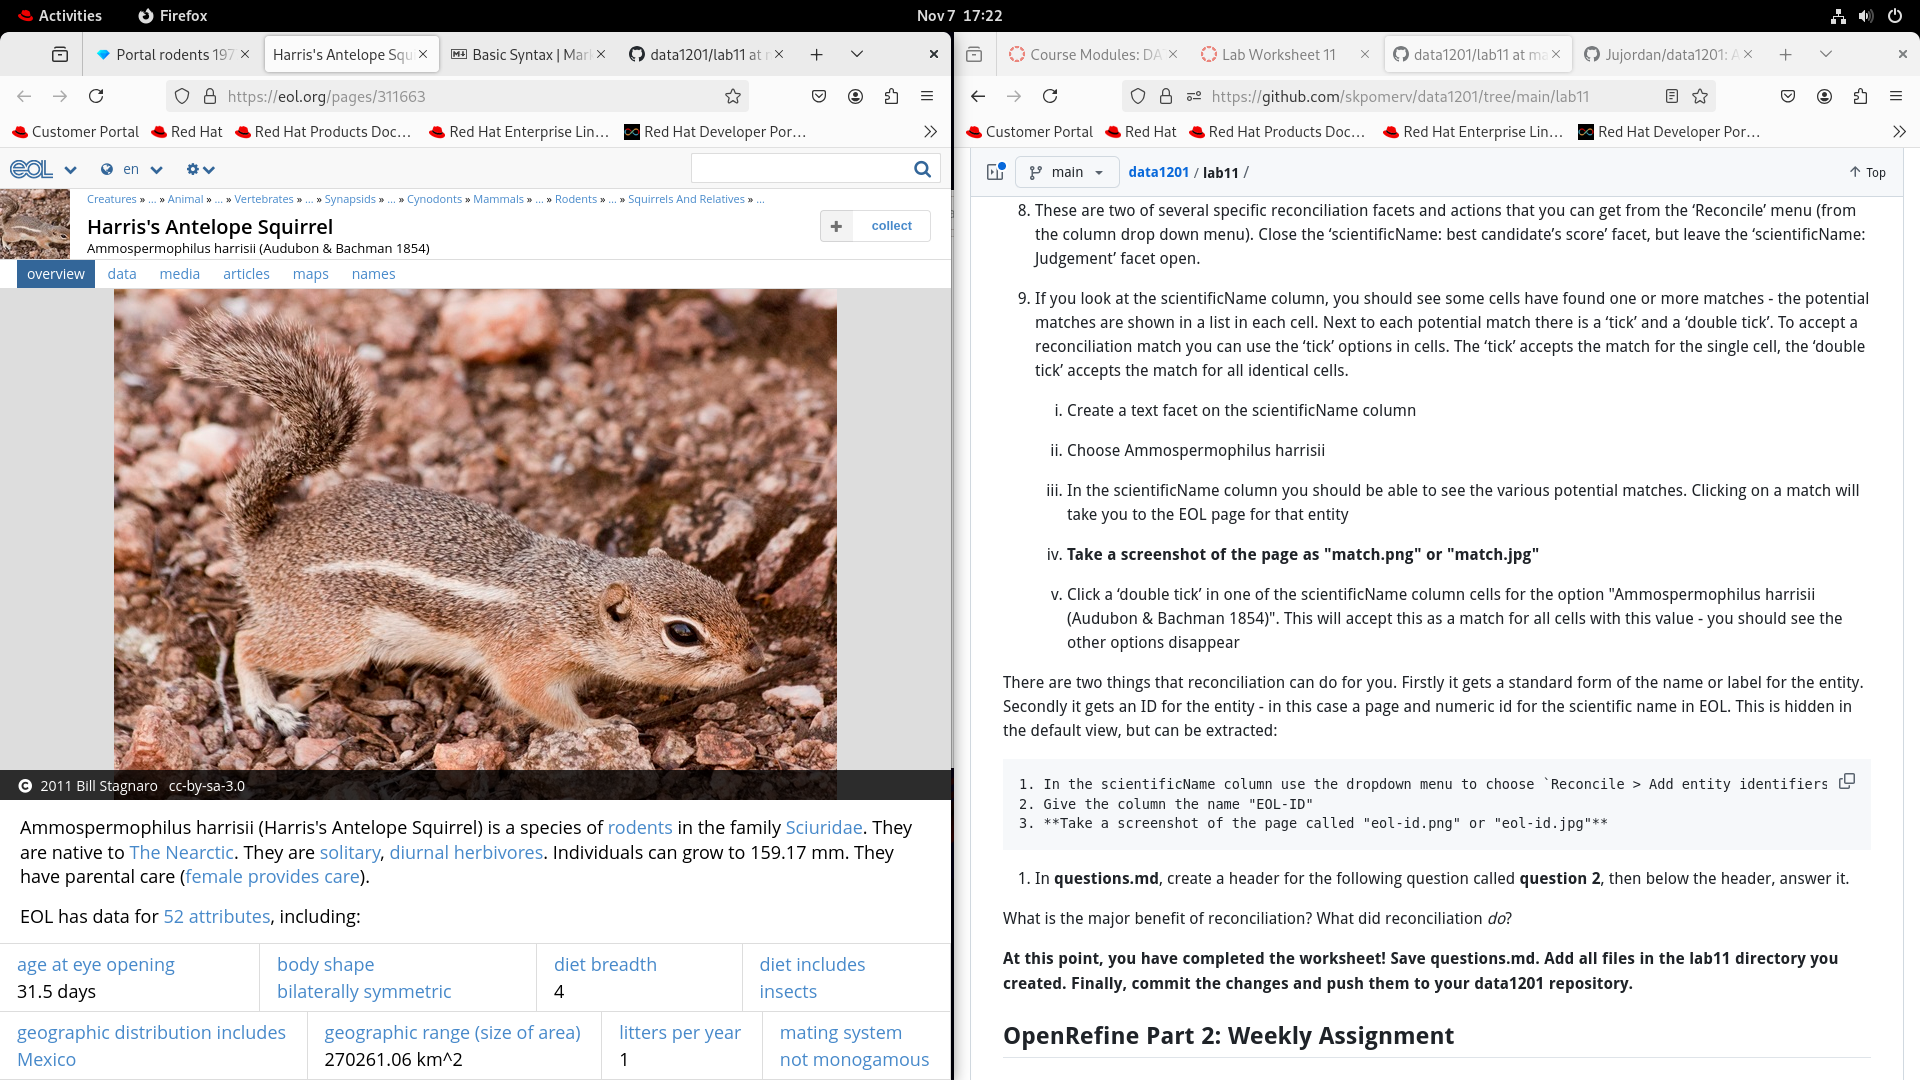 Activities
Firefox
Nov 7 17:22
Portal rodents 197
Harris's Antelope Squ
Basic Syntax | Mar
data1201/lab11 at
https://eol.org/pages/311663
Customer Portal
Red Hat
Red Hat Products Doc…
Red Hat Enterprise Lin…
Red Hat Developer Por…
EOL
en
Creatures » ... » Animal » ... » Vertebrates » ... » Synapsids » ... » Cynodonts » Mammals » ... » Rodents » ... » Squirrels And Relatives » ...
Harris's Antelope Squirrel
Ammospermophilus harrisii (Audubon & Bachman 1854)
+ collect
overview data media articles maps names
2011 Bill Stagnaro cc-by-sa-3.0
Ammospermophilus harrisii (Harris's Antelope Squirrel) is a species of rodents in the family Sciuridae. They
are native to The Nearctic. They are solitary, diurnal herbivores. Individuals can grow to 159.17 mm. They
have parental care (female provides care).
EOL has data for 52 attributes, including:
age at eye opening
31.5 days
body shape
bilaterally symmetric
diet breadth
4
diet includes
insects
geographic distribution includes
Mexico
geographic range (size of area)
270261.06 km^2
litters per year
1
mating system
not monogamous
Course Modules: DA
Lab Worksheet 11
data1201/lab11 at ma
Jujordan/data1201: A
https://github.com/skpomerv/data1201/tree/main/lab11
Customer Portal
Red Hat
Red Hat Products Doc…
Red Hat Enterprise Lin…
Red Hat Developer Por…
main
data1201 / lab11 /
Top
8. These are two of several specific reconciliation facets and actions that you can get from the ‘Reconcile’ menu (from
the column drop down menu). Close the ‘scientificName: best candidate’s score’ facet, but leave the ‘scientificName:
Judgement’ facet open.
9. If you look at the scientificName column, you should see some cells have found one or more matches - the potential
matches are shown in a list in each cell. Next to each potential match there is a ‘tick’ and a ‘double tick’. To accept a
reconciliation match you can use the ‘tick’ options in cells. The ‘tick’ accepts the match for the single cell, the ‘double
tick’ accepts the match for all identical cells.
i. Create a text facet on the scientificName column
ii. Choose Ammospermophilus harrisii
iii. In the scientificName column you should be able to see the various potential matches. Clicking on a match will
take you to the EOL page for that entity
iv. Take a screenshot of the page as "match.png" or "match.jpg"
v. Click a ‘double tick’ in one of the scientificName column cells for the option "Ammospermophilus harrisii
(Audubon & Bachman 1854)". This will accept this as a match for all cells with this value - you should see the
other options disappear
There are two things that reconciliation can do for you. Firstly it gets a standard form of the name or label for the entity.
Secondly it gets an ID for the entity - in this case a page and numeric id for the scientific name in EOL. This is hidden in
the default view, but can be extracted:
1. In the scientificName column use the dropdown menu to choose `Reconcile > Add entity identifiers
2. Give the column the name "EOL-ID"
3. **Take a screenshot of the page called "eol-id.png" or "eol-id.jpg"**
1. In questions.md, create a header for the following question called question 2, then below the header, answer it.
What is the major benefit of reconciliation? What did reconciliation do?
At this point, you have completed the worksheet! Save questions.md. Add all files in the lab11 directory you
created. Finally, commit the changes and push them to your data1201 repository.
OpenRefine Part 2: Weekly Assignment